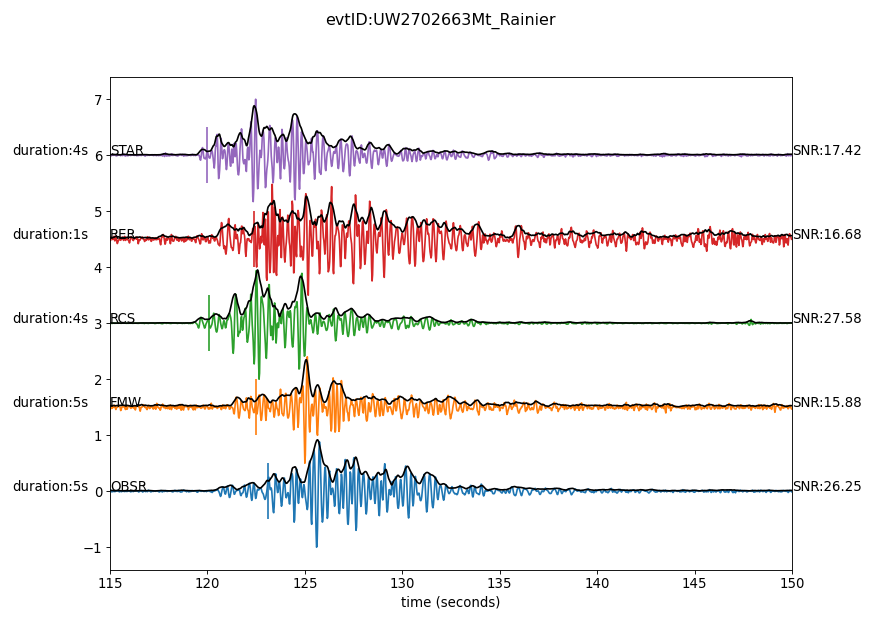 evtID:UW2702663Mt_Rainier
7
duration:4s STAR SNR:17.42
6
5
duration:1s RER SNR:16.68
4
duration:4s RCS SNR:27.58
3
2
duration:5s FMW SNR:15.88
1
duration:5s OBSR SNR:26.25
0
−1
115 120 125 130 135 140 145 150
time (seconds)